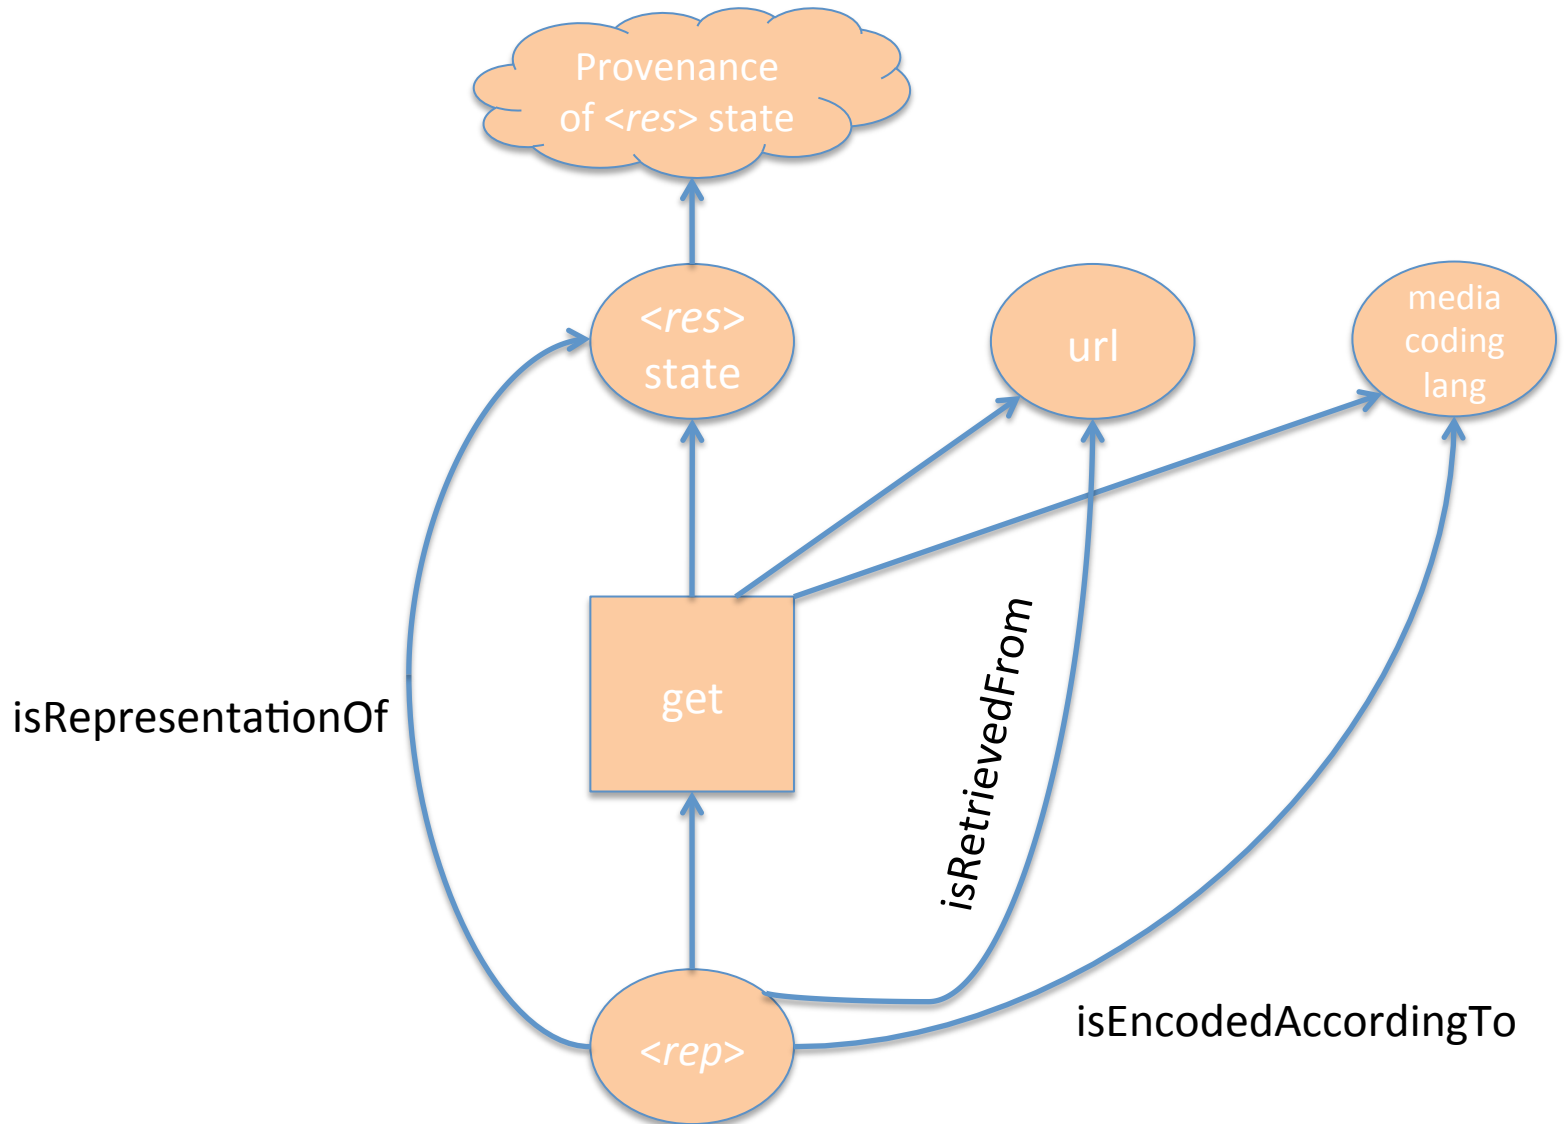 Provenance
of <res> state
<res>
state
url
media
coding
lang
get
isRepresentationOf
isRetrievedFrom
<rep>
isEncodedAccordingTo